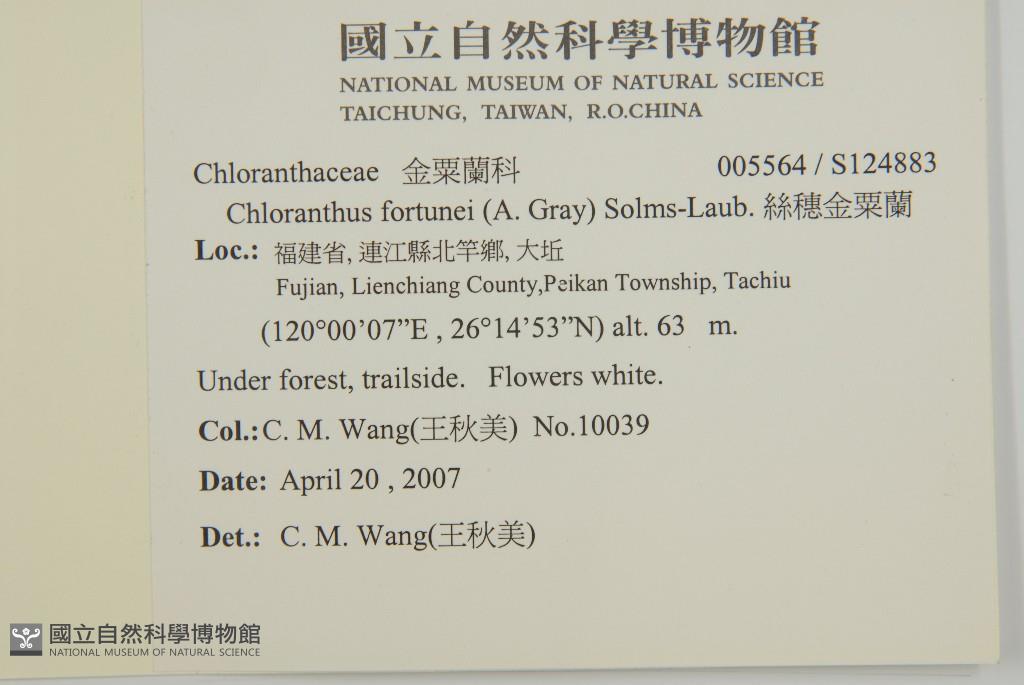 國立自然科學博物館
NATIONAL MUSEUM OF NATURAL SCIENCE
TAICHUNG, TAIWAN, R.O.CHINA
Chloranthaceae 金粟蘭科 005564 / S124883
Chloranthus fortunei (A. Gray) Solms-Laub. 絲穗金粟蘭
Loc.: 福建省, 連江縣北竿鄉, 大坵
Fujian, Lienchiang County,Peikan Township, Tachiu
(120°00’07”E , 26°14’53”N) alt. 63 m.
Under forest, trailside. Flowers white.
Col.:C. M. Wang(王秋美) No.10039
Date: April 20 , 2007
Det.: C. M. Wang(王秋美)
國立自然科學博物館
NATIONAL MUSEUM OF NATURAL SCIENCE